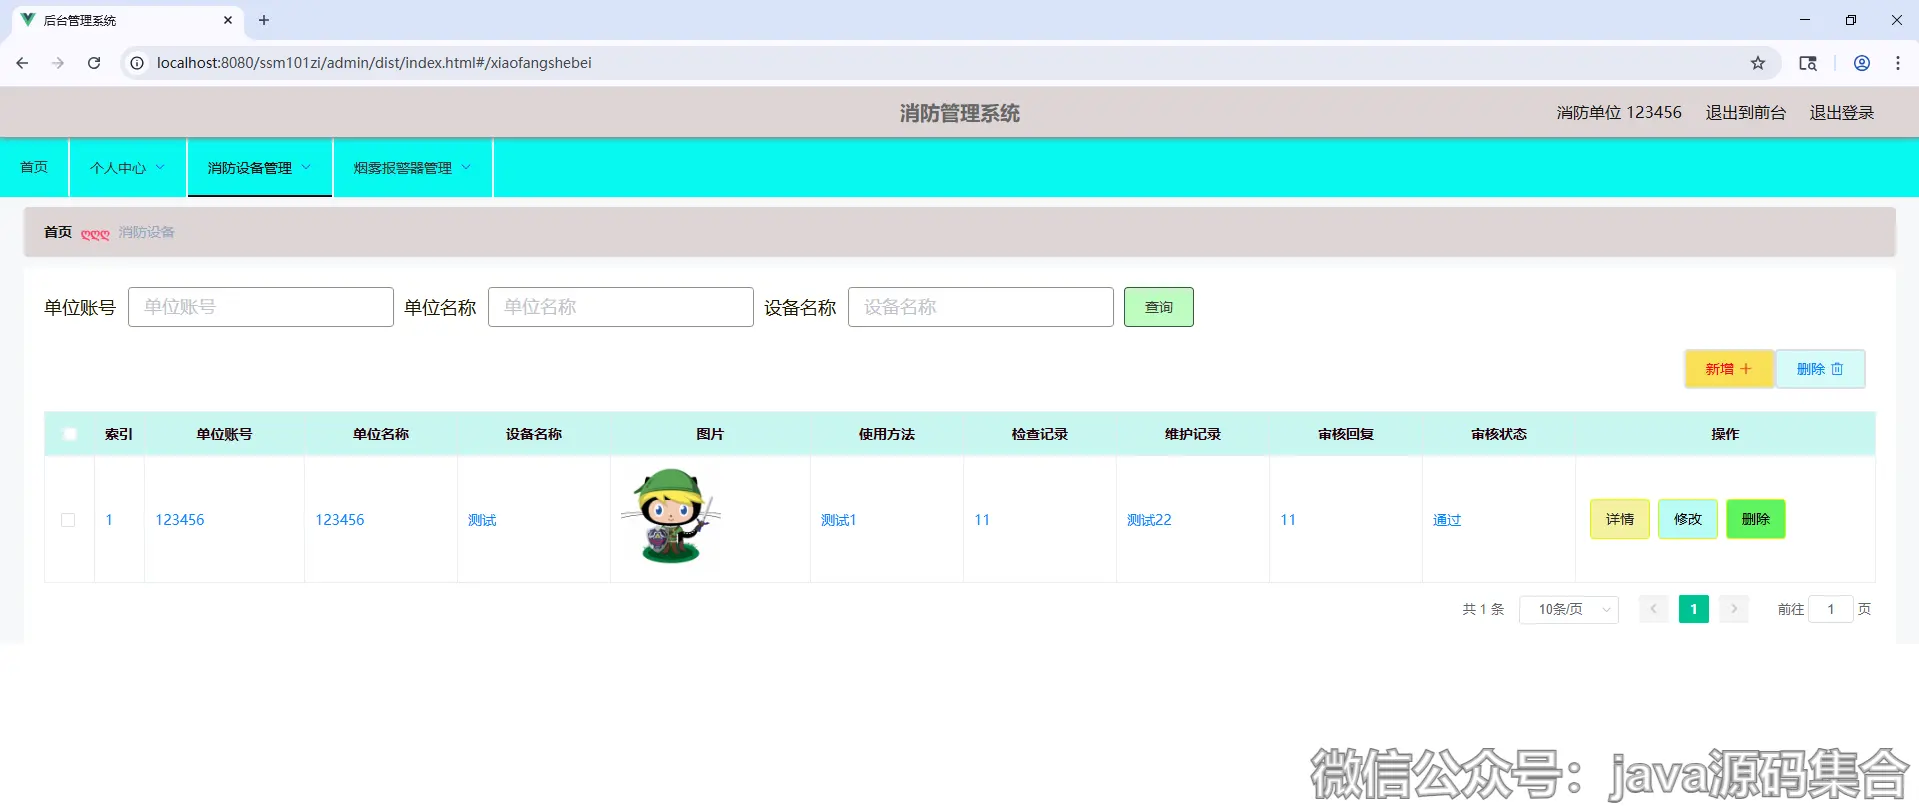 后台管理系统
localhost:8080/ssm101zi/admin/dist/index.html#/xiaofangshebei
消防管理系统
消防单位 123456 退出到前台 退出登录
首页 个人中心 消防设备管理 烟雾报警器管理
首页 ღღღ 消防设备
单位账号 单位账号 单位名称 单位名称 设备名称 设备名称 查询
新增 删除
索引 单位账号 单位名称 设备名称 图片 使用方法 检查记录 维护记录 审核回复 审核状态 操作
1 123456 123456 测试 测试1 11 测试22 11 通过 详情 修改 删除
共 1 条 10条/页 1 前往 1 页
微信公众号：java源码集合